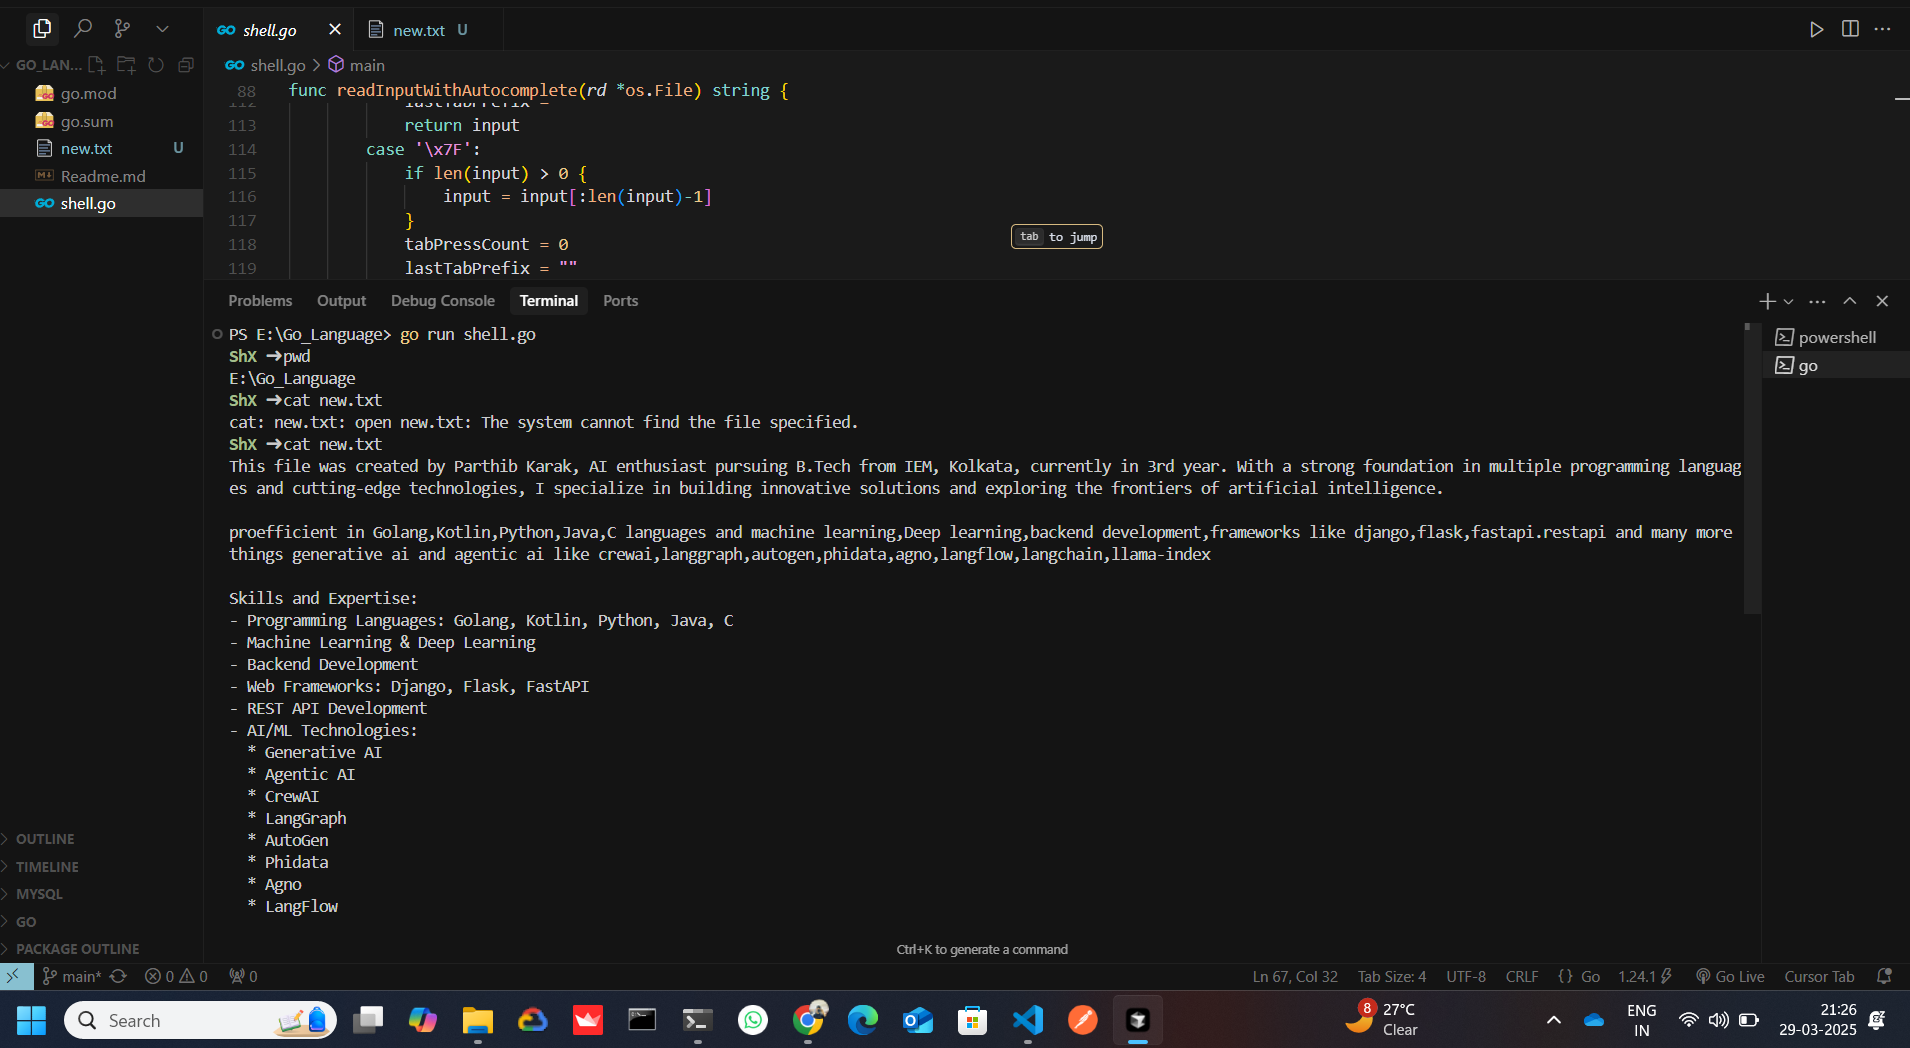 shell.go
new.txt U
GO_LAN...
shell.go > main
go.mod
go.sum
new.txt U
Readme.md
shell.go
88 func readInputWithAutocomplete(rd *os.File) string {
112 lastTabPrefix =
113 return input
114 case '\x7F':
115 if len(input) > 0 {
116 input = input[:len(input)-1]
117 }
118 tabPressCount = 0
119 lastTabPrefix = ""
tab to jump
Problems Output Debug Console Terminal Ports
PS E:\Go_Language> go run shell.go
ShX ➜pwd
E:\Go_Language
ShX ➜cat new.txt
cat: new.txt: open new.txt: The system cannot find the file specified.
ShX ➜cat new.txt
This file was created by Parthib Karak, AI enthusiast pursuing B.Tech from IEM, Kolkata, currently in 3rd year. With a strong foundation in multiple programming languag
es and cutting-edge technologies, I specialize in building innovative solutions and exploring the frontiers of artificial intelligence.
proefficient in Golang,Kotlin,Python,Java,C languages and machine learning,Deep learning,backend development,frameworks like django,flask,fastapi.restapi and many more
things generative ai and agentic ai like crewai,langgraph,autogen,phidata,agno,langflow,langchain,llama-index
Skills and Expertise:
- Programming Languages: Golang, Kotlin, Python, Java, C
- Machine Learning & Deep Learning
- Backend Development
- Web Frameworks: Django, Flask, FastAPI
- REST API Development
- AI/ML Technologies:
* Generative AI
* Agentic AI
* CrewAI
* LangGraph
* AutoGen
* Phidata
* Agno
* LangFlow
powershell
go
OUTLINE
TIMELINE
MYSQL
GO
PACKAGE OUTLINE
Ctrl+K to generate a command
main* 0 0 0
Ln 67, Col 32 Tab Size: 4 UTF-8 CRLF {} Go 1.24.1 Go Live Cursor Tab
Search
8
27°C
Clear
ENG
IN
21:26
29-03-2025